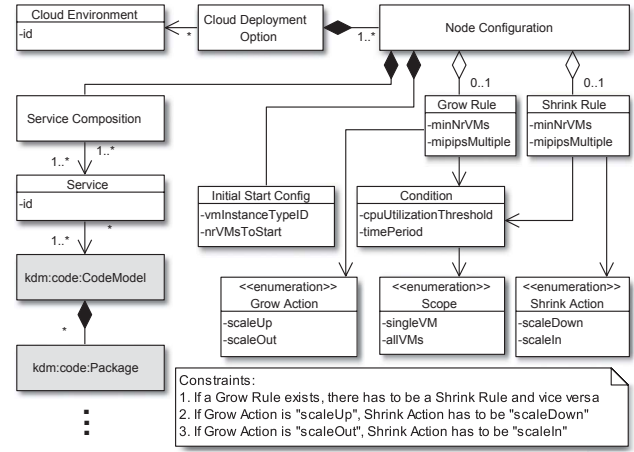 Cloud Environment
-id
*
Cloud Deployment
Option
1..*
Node Configuration
0..1
0..1
Service Composition
1..*
1..*
Service
-id
*
1..*
kdm:code:CodeModel
*
kdm:code:Package
Initial Start Config
-vmInstanceTypeID
-nrVMsToStart
Grow Rule
-minNrVMs
-mipipsMultiple
Shrink Rule
-minNrVMs
-mipipsMultiple
Condition
-cpuUtilizationThreshold
-timePeriod
<<enumeration>>
Grow Action
-scaleUp
-scaleOut
<<enumeration>>
Scope
-singleVM
-allVMs
<<enumeration>>
Shrink Action
-scaleDown
-scaleIn
Constraints:
1. If a Grow Rule exists, there has to be a Shrink Rule and vice versa
2. If Grow Action is "scaleUp", Shrink Action has to be "scaleDown"
3. If Grow Action is "scaleOut", Shrink Action has to be "scaleIn"